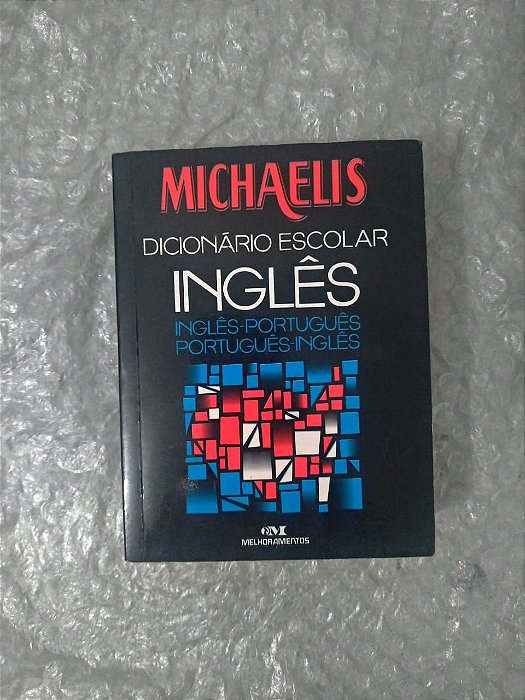 MICHAELIS
DICIONÁRIO ESCOLAR
INGLÊS
INGLÊS-PORTUGUÊS
PORTUGUÊS-INGLÊS
MELHORAMENTOS